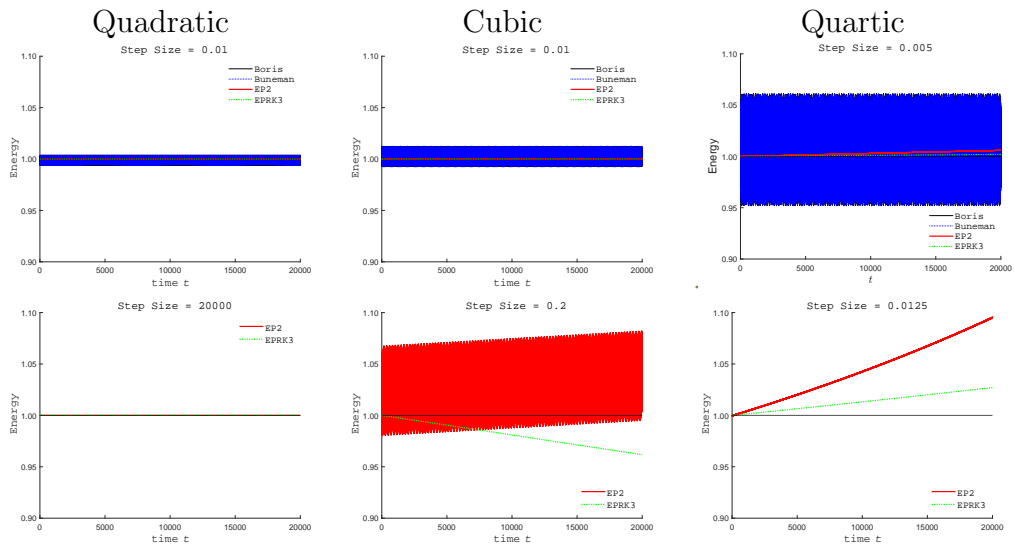 Quadratic
Step Size = 0.01
1.10
1.05
1.00
0.95
0.90
Energy
0
5000
10000
15000
20000
time t
Boris
Buneman
EP2
EPRK3
Cubic
Step Size = 0.01
1.10
1.05
1.00
0.95
0.90
Energy
0
5000
10000
15000
20000
time t
Boris
Buneman
EP2
EPRK3
Quartic
Step Size = 0.005
1.10
1.05
1.00
0.95
0.90
Energy
0
5000
10000
15000
20000
t
Boris
Buneman
EP2
EPRK3
Step Size = 20000
1.10
1.05
1.00
0.95
0.90
Energy
0
5000
10000
15000
20000
time t
EP2
EPRK3
Step Size = 0.2
1.10
1.05
1.00
0.95
0.90
Energy
0
5000
10000
15000
20000
time t
EP2
EPRK3
Step Size = 0.0125
1.10
1.05
1.00
0.95
0.90
Energy
0
5000
10000
15000
20000
time t
EP2
EPRK3